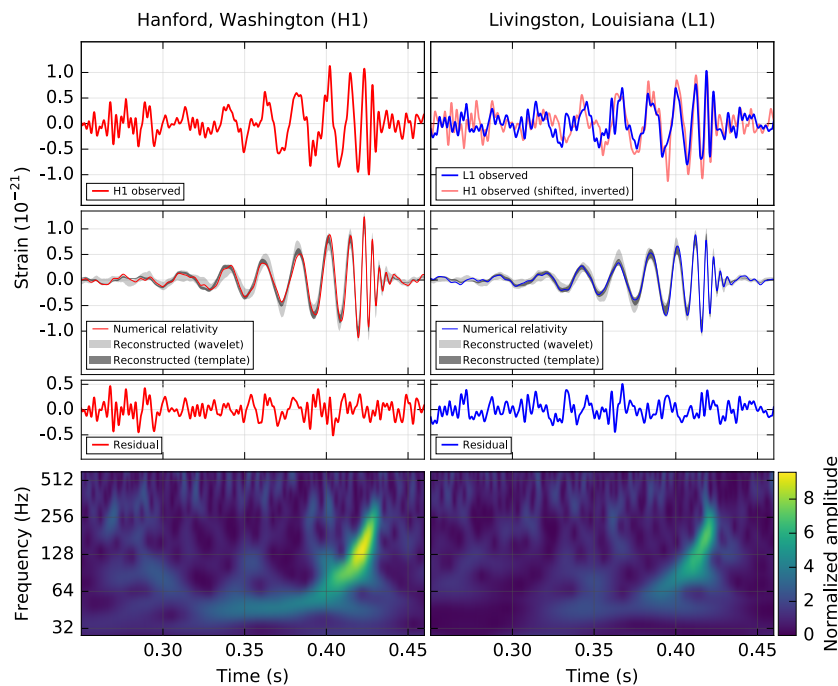 Hanford, Washington (H1)
Livingston, Louisiana (L1)
Strain (10−21)
1.0
0.5
0.0
-0.5
-1.0
H1 observed
L1 observed
H1 observed (shifted, inverted)
1.0
0.5
0.0
-0.5
-1.0
Numerical relativity
Reconstructed (wavelet)
Reconstructed (template)
Numerical relativity
Reconstructed (wavelet)
Reconstructed (template)
0.5
0.0
-0.5
Residual
Residual
Frequency (Hz)
512
256
128
64
32
0.30 0.35 0.40 0.45
0.30 0.35 0.40 0.45
Time (s)
Time (s)
8
6
4
2
0
Normalized amplitude